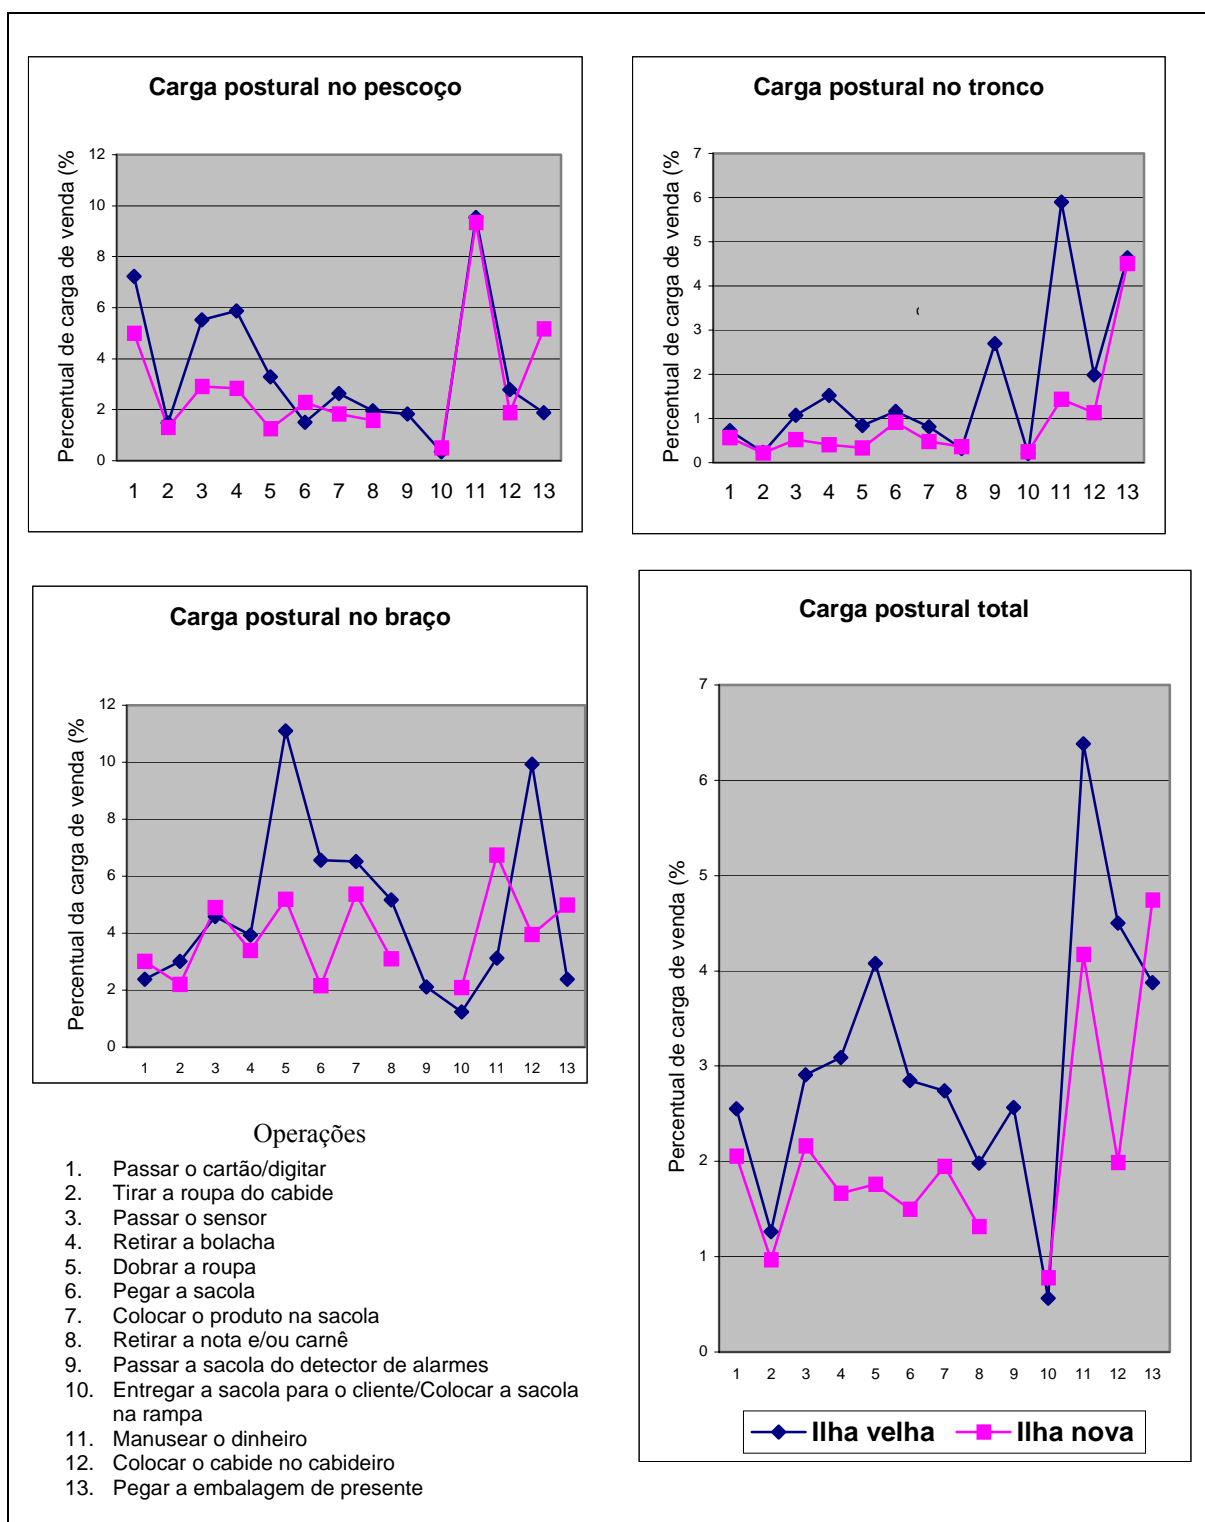 Carga postural no pescoço
Percentual de carga de venda (%
12
10
8
6
4
2
0
1 2 3 4 5 6 7 8 9 10 11 12 13
Carga postural no tronco
Percentual de carga de venda (%
7
6
5
4
3
2
1
0
1 2 3 4 5 6 7 8 9 10 11 12 13
Carga postural no braço
Percentual da carga de venda (%
12
10
8
6
4
2
0
1 2 3 4 5 6 7 8 9 10 11 12 13
Carga postural total
Percentual de carga de venda (%
7
6
5
4
3
2
1
0
1 2 3 4 5 6 7 8 9 10 11 12 13
Ilha velha Ilha nova
Operações
1. Passar o cartão/digitar
2. Tirar a roupa do cabide
3. Passar o sensor
4. Retirar a bolacha
5. Dobrar a roupa
6. Pegar a sacola
7. Colocar o produto na sacola
8. Retirar a nota e/ou carnê
9. Passar a sacola do detector de alarmes
10. Entregar a sacola para o cliente/Colocar a sacola
na rampa
11. Manusear o dinheiro
12. Colocar o cabide no cabideiro
13. Pegar a embalagem de presente